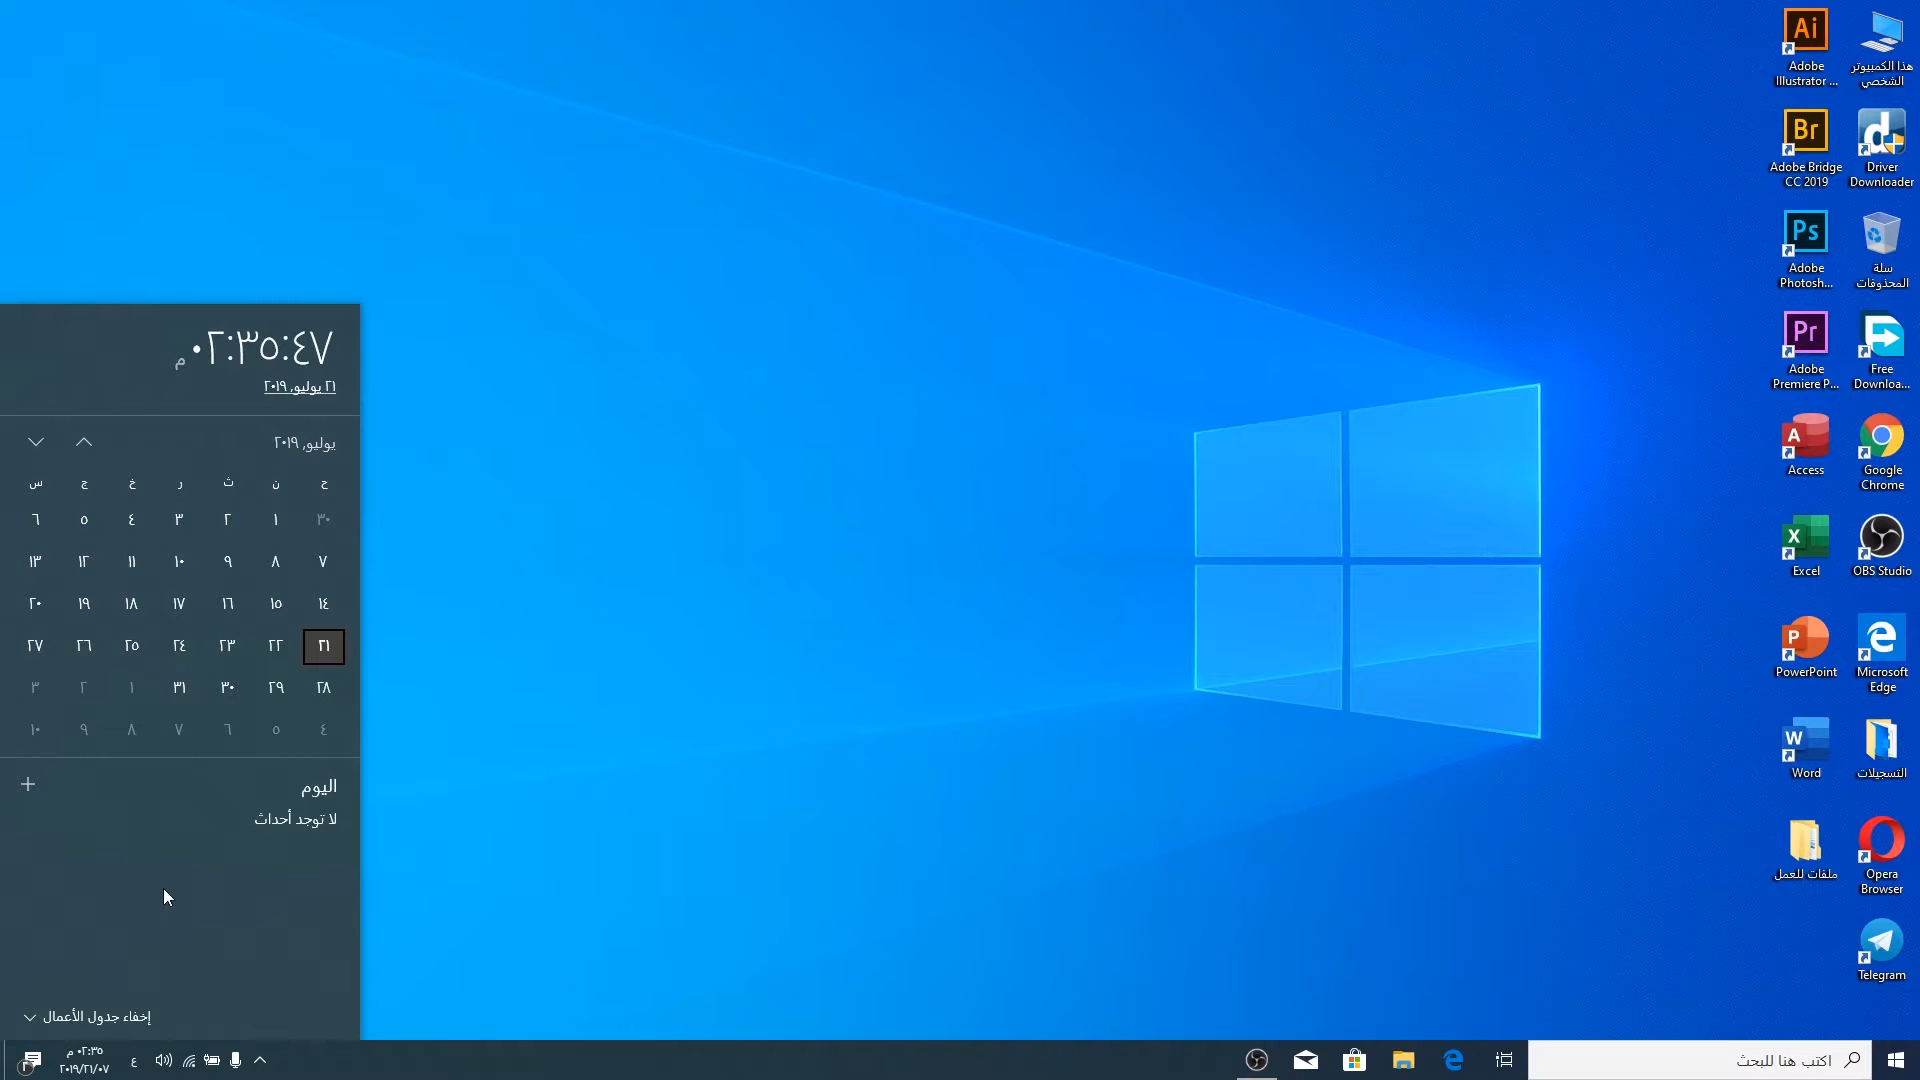 هذا الكمبيوتر
الشخصي
Driver
Downloader
سلة
المحذوفات
Free
Downloa...
Google
Chrome
OBS Studio
Microsoft
Edge
التسجيلات
Opera
Browser
Telegram
Ai
Adobe
Illustrator ...
Br
Adobe Bridge
CC 2019
Ps
Adobe
Photosh...
Pr
Adobe
Premiere P...
Access
Excel
PowerPoint
Word
ملفات للعمل
٠٢:٣٥:٤٧ م
٢١ يوليو, ٢٠١٩
يوليو, ٢٠١٩
ح ن ث ر خ ج س
٣٠ ١ ٢ ٣ ٤ ٥ ٦
٧ ٨ ٩ ١٠ ١١ ١٢ ١٣
١٤ ١٥ ١٦ ١٧ ١٨ ١٩ ٢٠
٢١ ٢٢ ٢٣ ٢٤ ٢٥ ٢٦ ٢٧
٢٨ ٢٩ ٣٠ ٣١ ١ ٢ ٣
٤ ٥ ٦ ٧ ٨ ٩ ١٠
اليوم
لا توجد أحداث
إخفاء جدول الأعمال
اكتب هنا للبحث
ع
٠٢:٣٥ م
٢٠١٩/٢١/٠٧